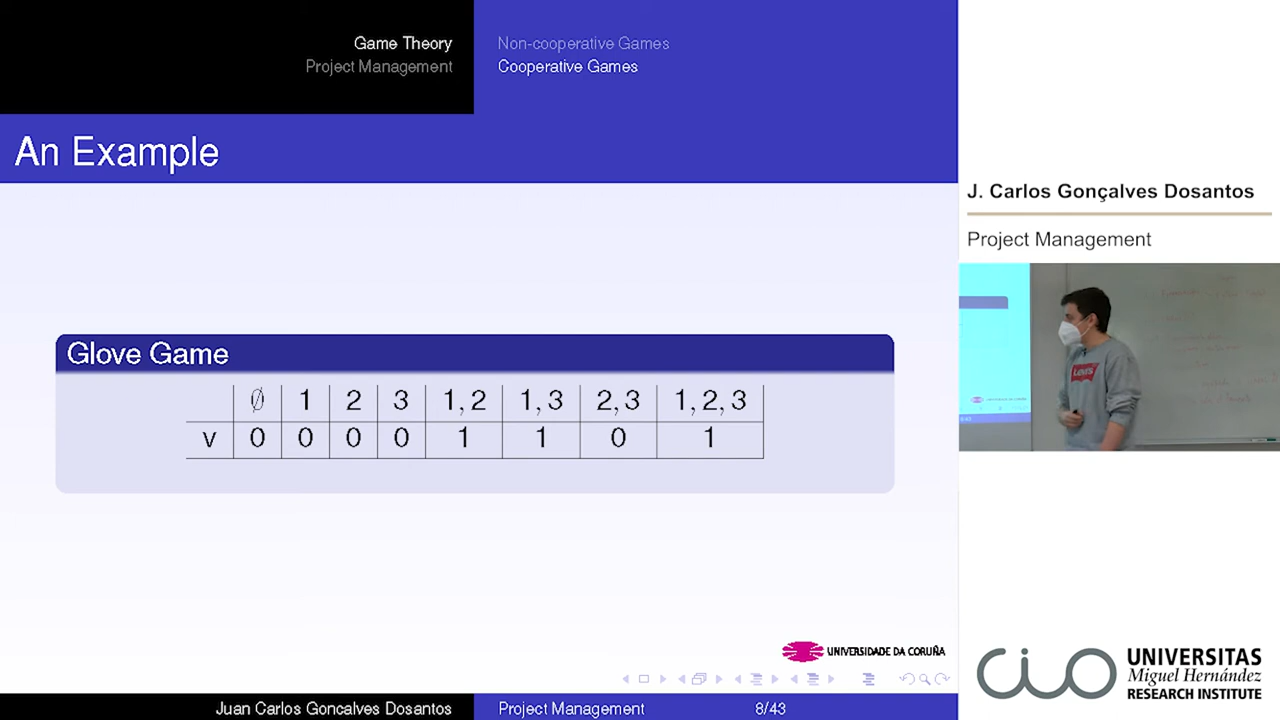 Game Theory
Project Management
Non-cooperative Games
Cooperative Games
An Example
Glove Game
∅ 1 2 3 1, 2 1, 3 2, 3 1, 2, 3
v 0 0 0 0 1 1 0 1
UNIVERSIDADE DA CORUÑA
Juan Carlos Goncalves Dosantos
Project Management
8/43
J. Carlos Gonçalves Dosantos
Project Management
Levi's
CIO
UNIVERSITAS
Miguel Hernández
RESEARCH INSTITUTE